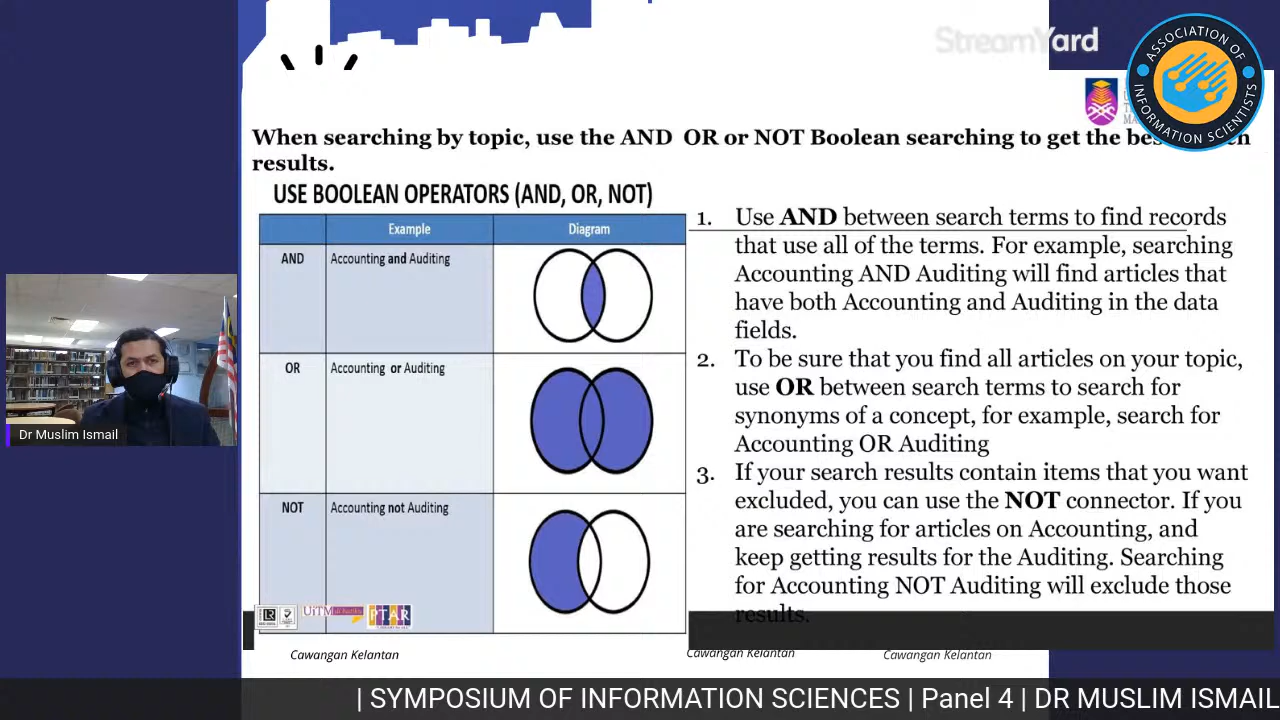 StreamYard
ASSOCIATION OF
INFORMATION SCIENTISTS
When searching by topic, use the AND OR or NOT Boolean searching to get the
results.
USE BOOLEAN OPERATORS (AND, OR, NOT)
Example Diagram
AND Accounting and Auditing
OR Accounting or Auditing
NOT Accounting not Auditing
1. Use AND between search terms to find records
that use all of the terms. For example, searching
Accounting AND Auditing will find articles that
have both Accounting and Auditing in the data
fields.
2. To be sure that you find all articles on your topic,
use OR between search terms to search for
synonyms of a concept, for example, search for
Accounting OR Auditing
3. If your search results contain items that you want
excluded, you can use the NOT connector. If you
are searching for articles on Accounting, and
keep getting results for the Auditing. Searching
for Accounting NOT Auditing will exclude those
results.
Dr Muslim Ismail
UiTM
PTAR
Cawangan Kelantan
Cawangan Kelantan
Cawangan Kelantan
| SYMPOSIUM OF INFORMATION SCIENCES | Panel 4 | DR MUSLIM ISMAIL